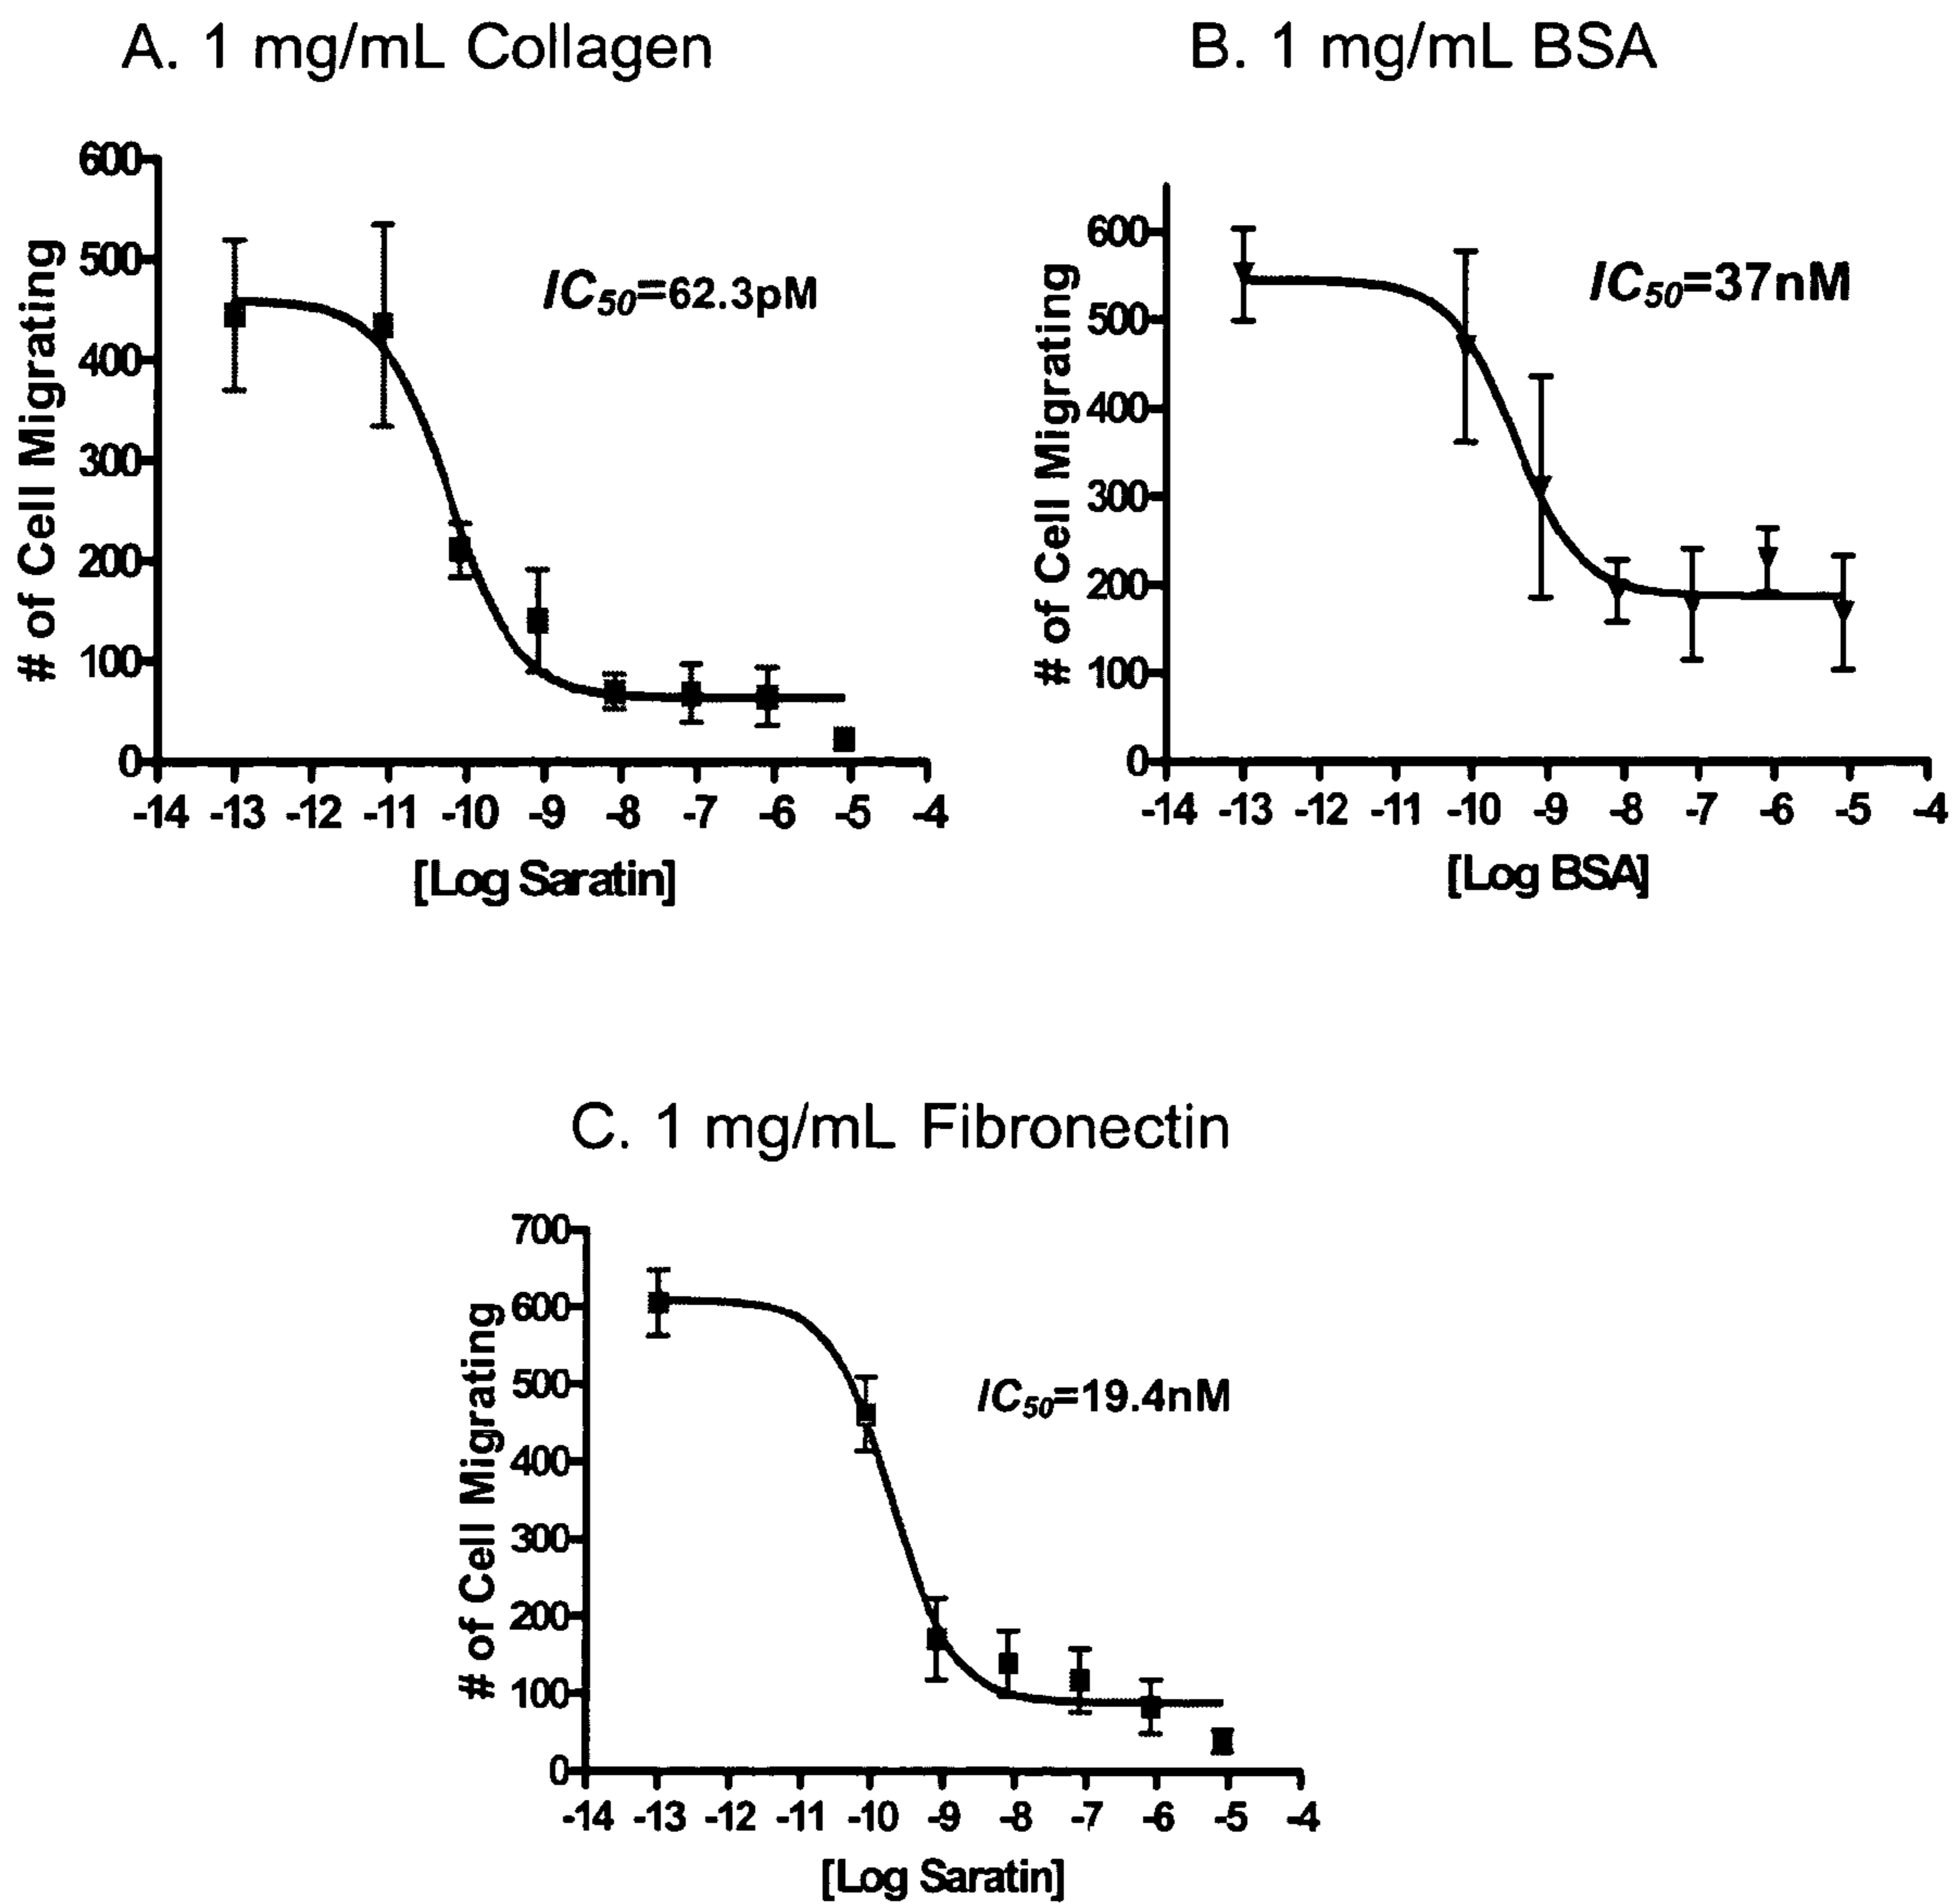 A. 1 mg/mL Collagen
# of Cell Migrating
600
500
400
300
200
100
0
IC50=62.3pM
-14 -13 -12 -11 -10 -9 -8 -7 -6 -5 -4
[Log Saratin]
B. 1 mg/mL BSA
# of Cell Migrating
600
500
400
300
200
100
0
IC50=37nM
-14 -13 -12 -11 -10 -9 -8 -7 -6 -5 -4
[Log BSA]
C. 1 mg/mL Fibronectin
# of Cell Migrating
700
600
500
400
300
200
100
0
IC50=19.4nM
-14 -13 -12 -11 -10 -9 -8 -7 -6 -5 -4
[Log Saratin]